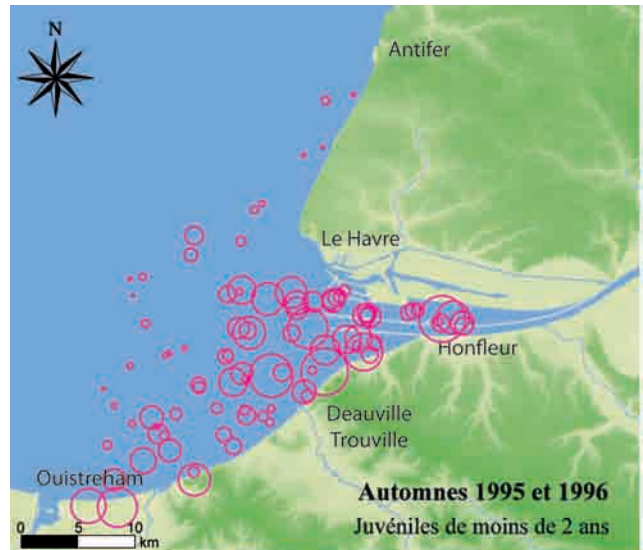 Antifer
Le Havre
Honfleur
Deauville
Trouville
Ouistreham
Automnes 1995 et 1996
Juvéniles de moins de 2 ans
0 5 10
km